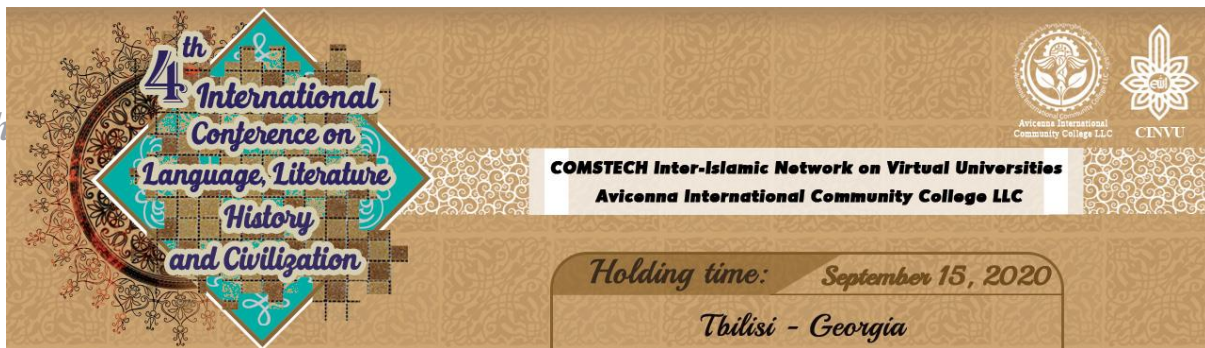 4th
International
Conference on
Language, Literature
History
and Civilization
Avicenna International
Community College LLC
CINVU
COMSTECH Inter-Islamic Network on Virtual Universities
Avicenna International Community College LLC
Holding time: September 15, 2020
Tbilisi - Georgia